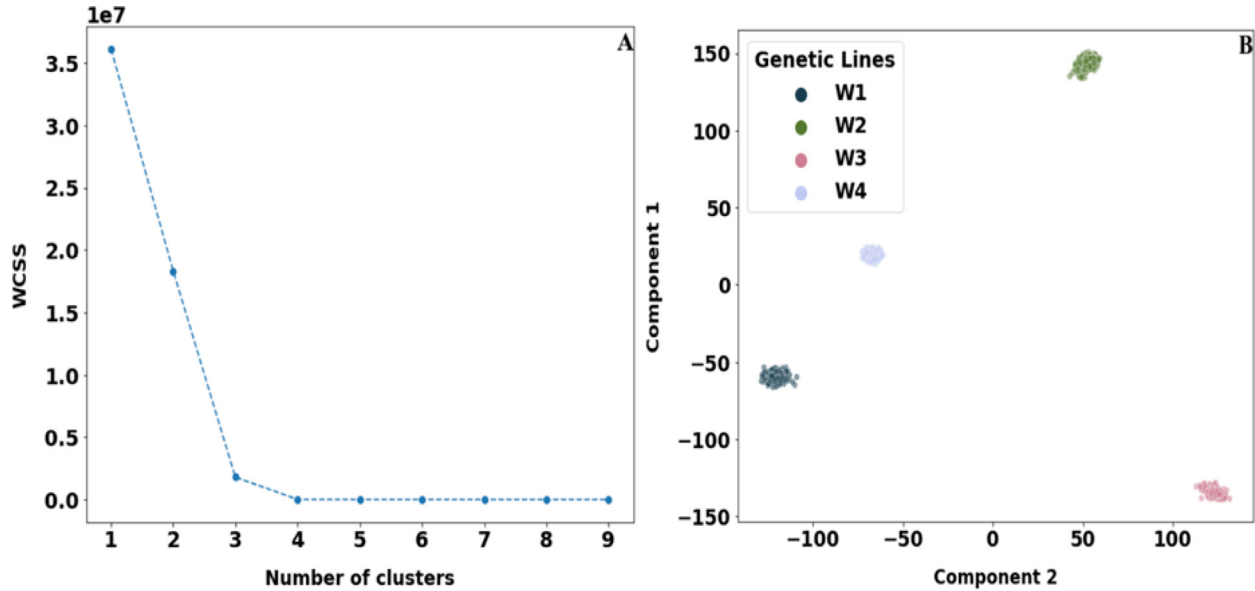 1e7
A
3.5
3.0
2.5
2.0
1.5
1.0
0.5
0.0
WCSS
1 2 3 4 5 6 7 8 9
Number of clusters
B
Genetic Lines
W1
W2
W3
W4
150
100
50
0
−50
−100
−150
Component 1
−100 −50 0 50 100
Component 2